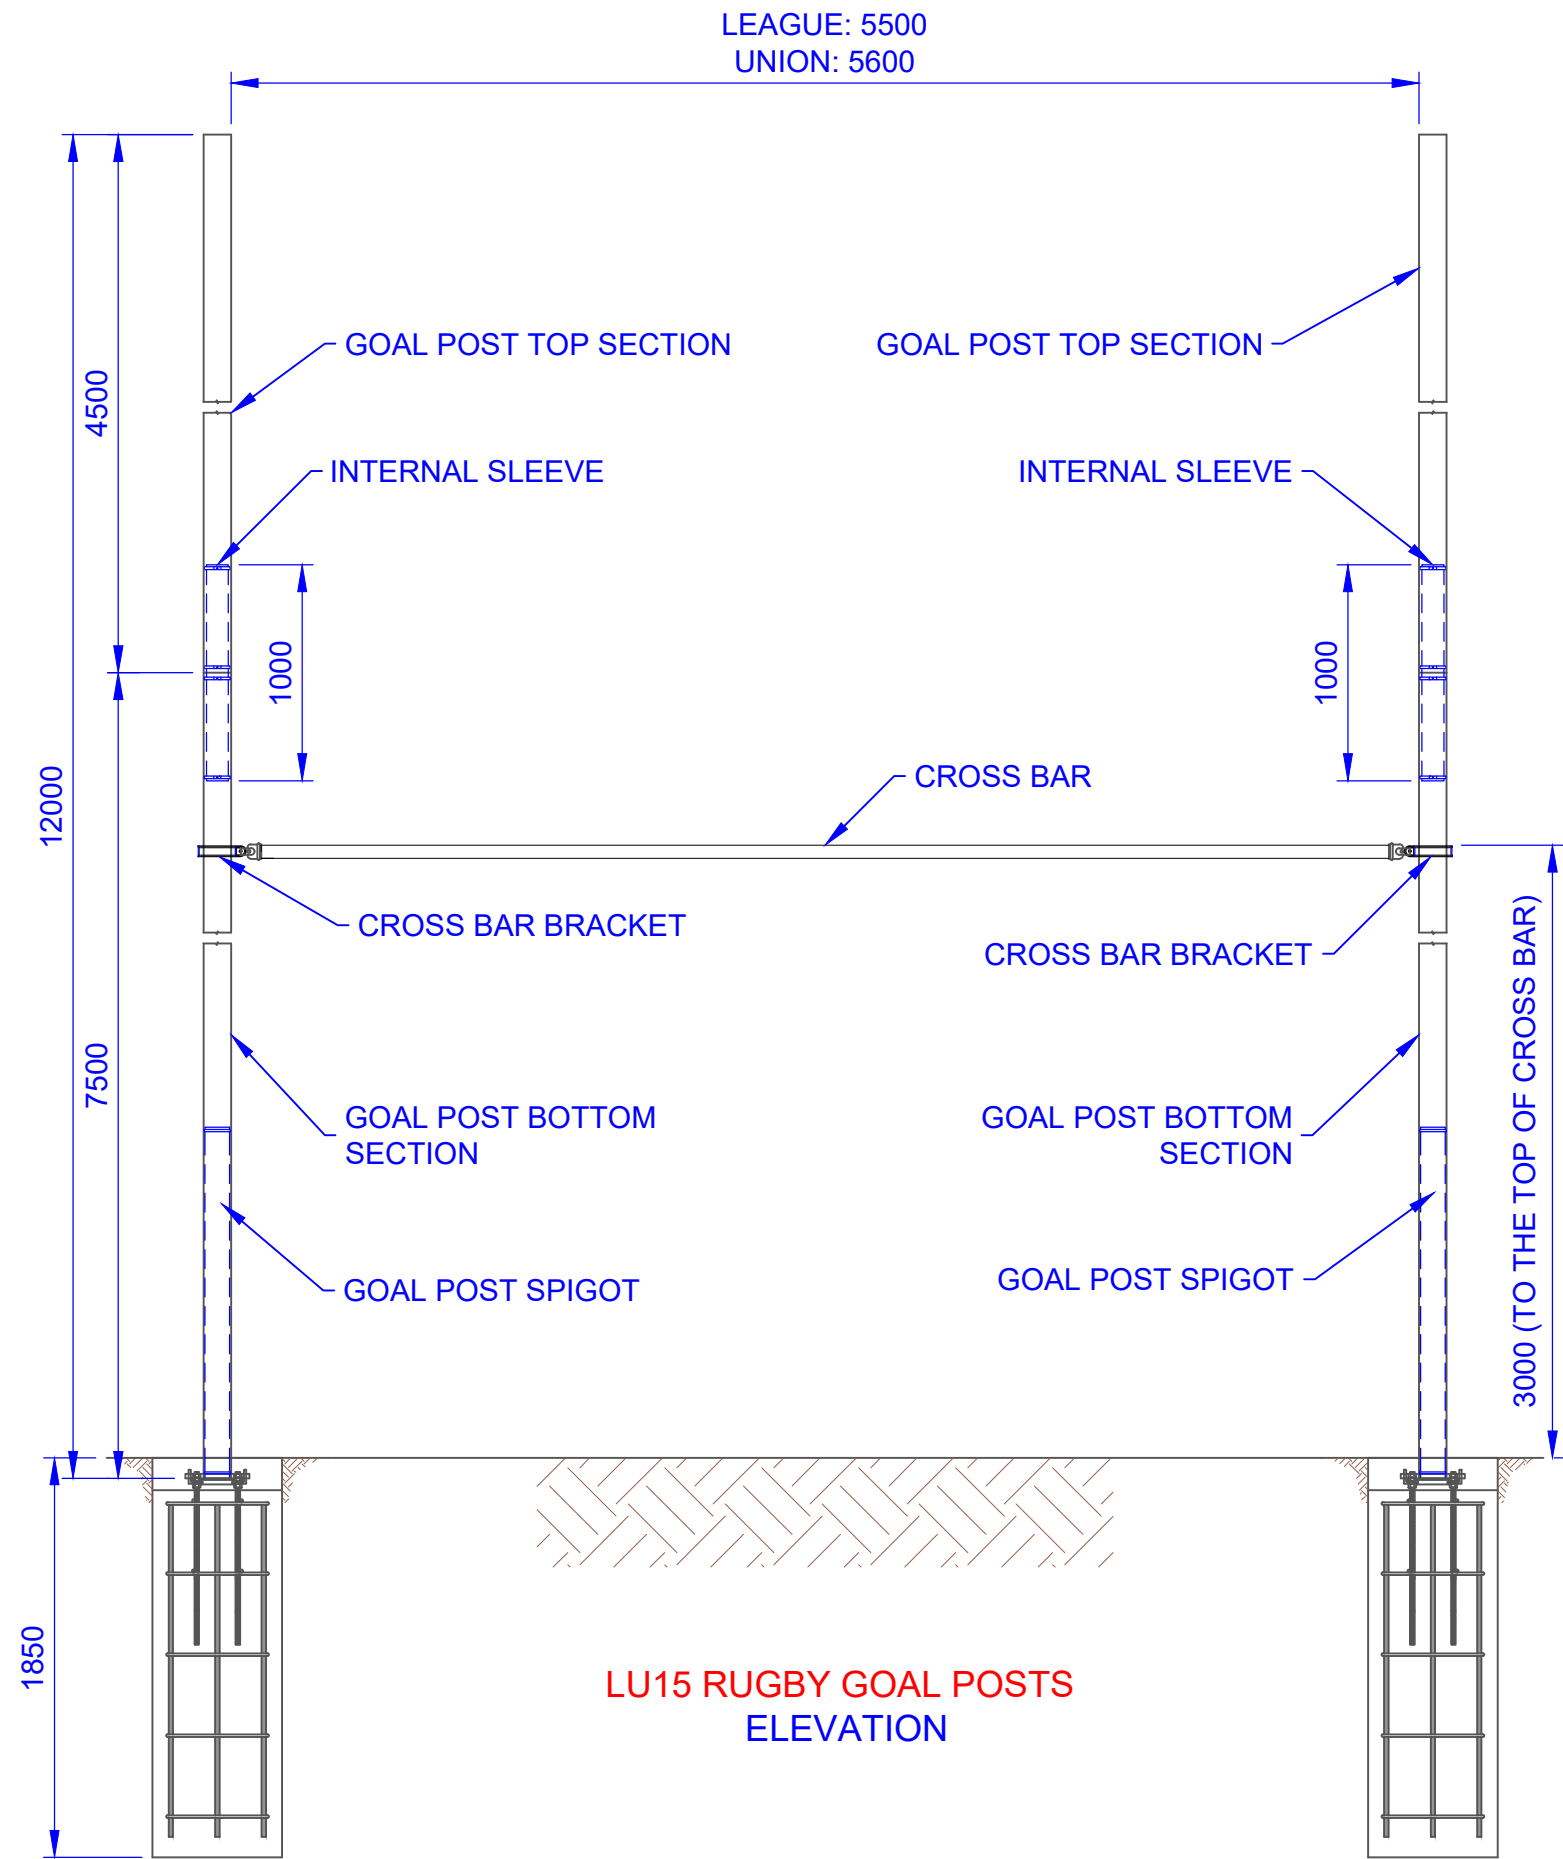 LEAGUE: 5500
UNION: 5600
GOAL POST TOP SECTION
GOAL POST TOP SECTION
4500
INTERNAL SLEEVE
INTERNAL SLEEVE
1000
1000
12000
CROSS BAR
CROSS BAR BRACKET
CROSS BAR BRACKET
3000 (TO THE TOP OF CROSS BAR)
7500
GOAL POST BOTTOM
SECTION
GOAL POST BOTTOM
SECTION
GOAL POST SPIGOT
GOAL POST SPIGOT
1850
LU15 RUGBY GOAL POSTS
ELEVATION